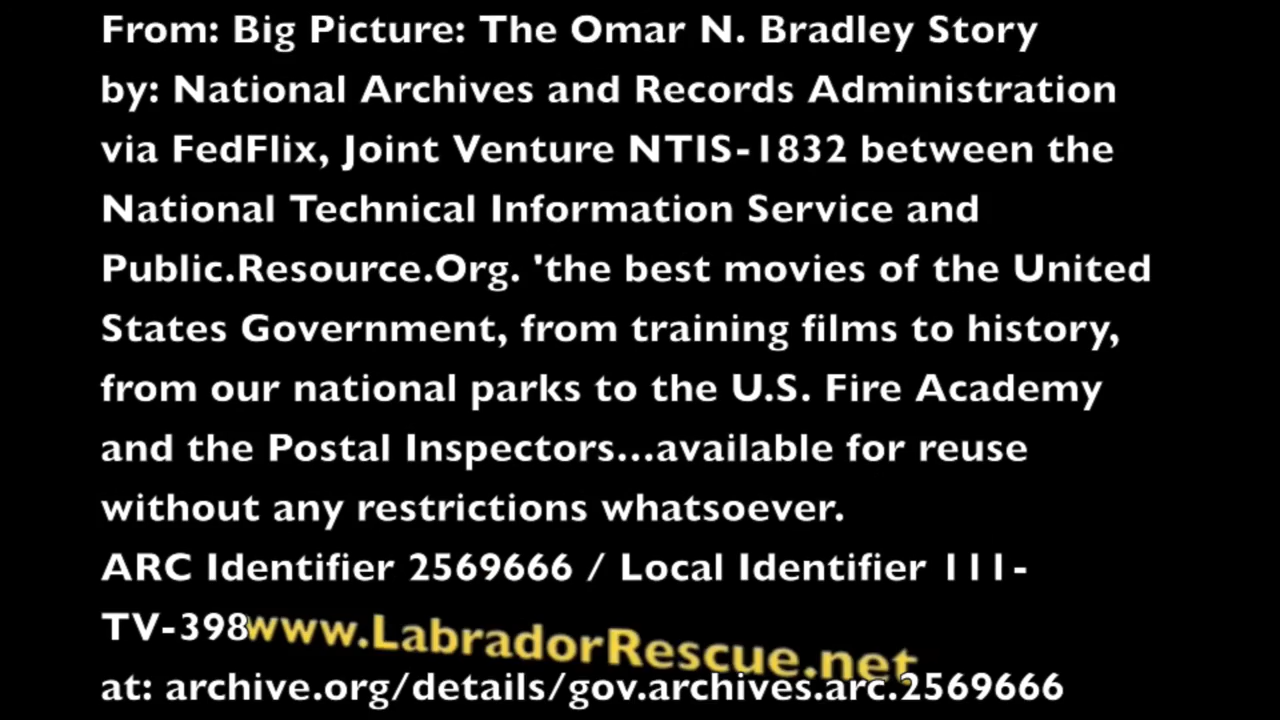 From: Big Picture: The Omar N. Bradley Story
by: National Archives and Records Administration
via FedFlix, Joint Venture NTIS-1832 between the
National Technical Information Service and
Public.Resource.Org. 'the best movies of the United
States Government, from training films to history,
from our national parks to the U.S. Fire Academy
and the Postal Inspectors...available for reuse
without any restrictions whatsoever.
ARC Identifier 2569666 / Local Identifier 111-
TV-398
www.LabradorRescue.net
at: archive.org/details/gov.archives.arc.2569666